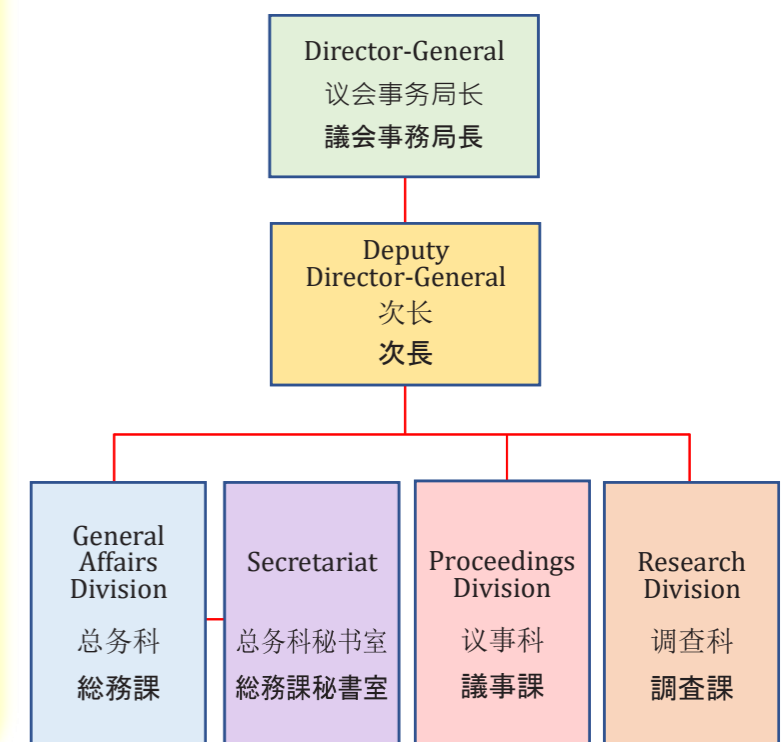 Director-General
议会事务局长
議会事務局長
Deputy
Director-General
次长
次長
General
Affairs
Division
总务科
総務課
Secretariat
总务科秘书室
総務課秘書室
Proceedings
Division
议事科
議事課
Research
Division
调查科
調査課